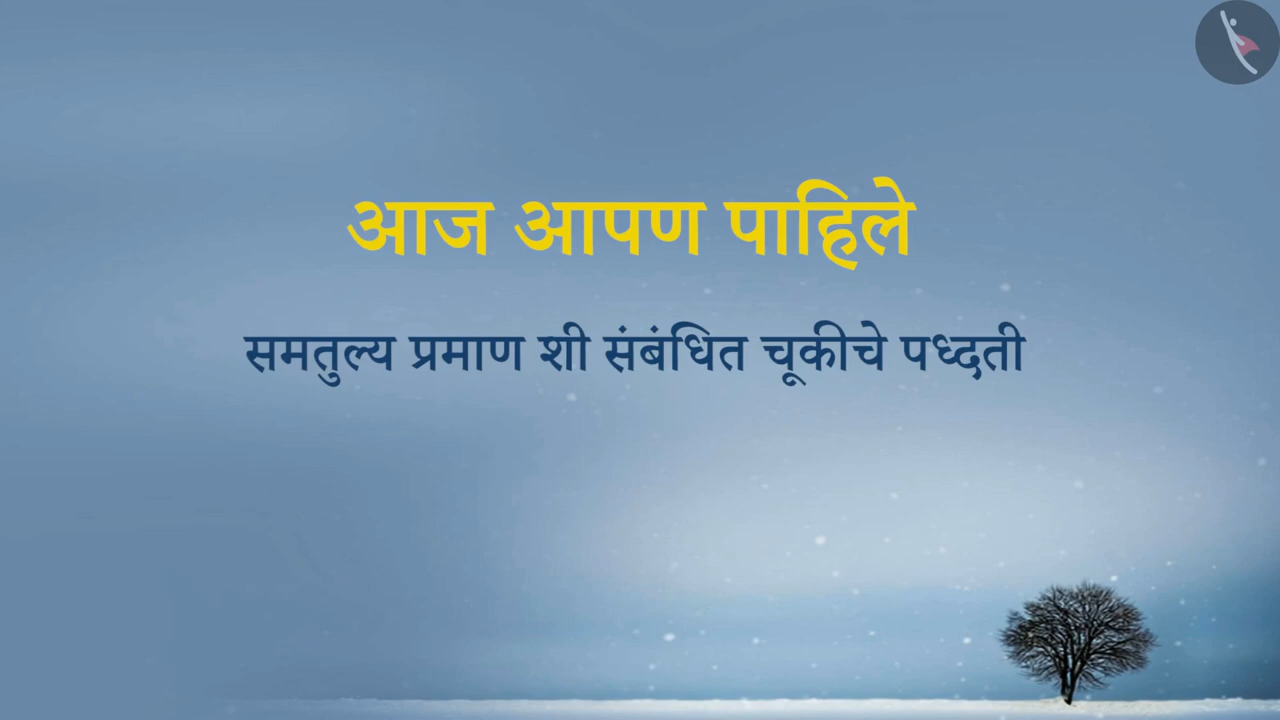 आज आपण पाहिले
समतुल्य प्रमाण शी संबंधित चूकीचे पध्दती